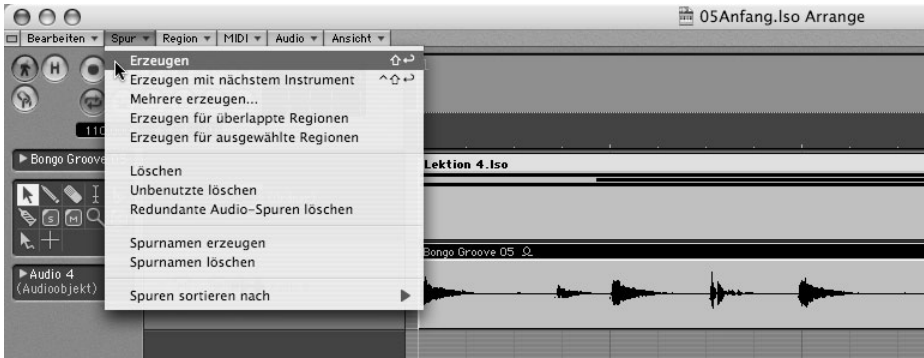 05Anfang.lso Arrange
Bearbeiten Spur Region MIDI Audio Ansicht
Erzeugen ⇧↩
Erzeugen mit nächstem Instrument ^⇧↩
Mehrere erzeugen...
Erzeugen für überlappte Regionen
Erzeugen für ausgewählte Regionen
Löschen
Unbenutzte löschen
Redundante Audio-Spuren löschen
Spurnamen erzeugen
Spurnamen löschen
Spuren sortieren nach
H
110
Bongo Groove
S M
Audio 4
(Audioobjekt)
Lektion 4.lso
Bongo Groove 05